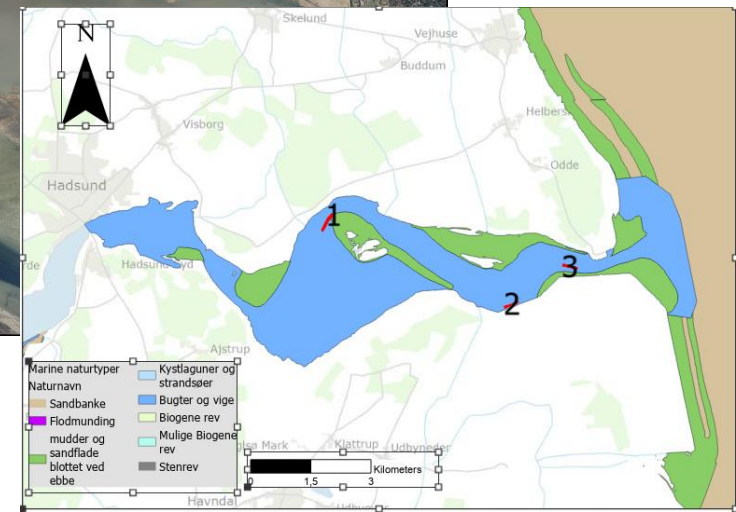 N
Skelund
Vejhuse
Buddum
Visborg
Helbers
Odde
Hadsund
1
3
2
Hadsund Syd
rde
Ajstrup
Marine naturtyper
Naturnavn
Sandbanke
Flodmunding
mudder og
sandflade
blottet ved
ebbe
Kystlaguner og
strandsøer
Bugter og vige
Biogene rev
Mulige Biogene
rev
Stenrev
glsø Mark
Klattrup
Udbyneder
Kilometers
0 1,5 3
Havndal